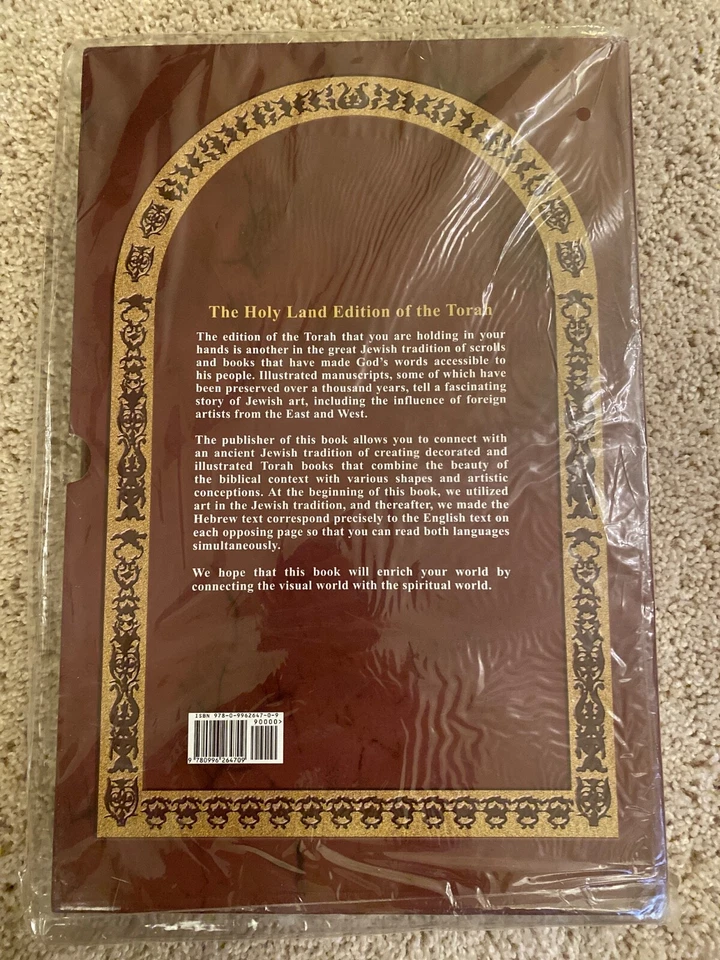 The Holy Land Edition of the Torah
The edition of the Torah that you are holding in your
hands is another in the great Jewish tradition of scrolls
and books that have made God's words accessible to
his people. Illustrated manuscripts, some of which have
been preserved over a thousand years, tell a fascinating
story of Jewish art, including the influence of foreign
artists from the East and West.
The publisher of this book allows you to connect with
an ancient Jewish tradition of creating decorated and
illustrated Torah books that combine the beauty of
the biblical context with various shapes and artistic
conceptions. At the beginning of this book, we utilized
art in the Jewish tradition, and thereafter, we made the
Hebrew text correspond precisely to the English text on
each opposing page so that you can read both languages
simultaneously.
We hope that this book will enrich your world by
connecting the visual world with the spiritual world.
ISBN 978-0-9962647-0-9
90000>
9 780996 264709